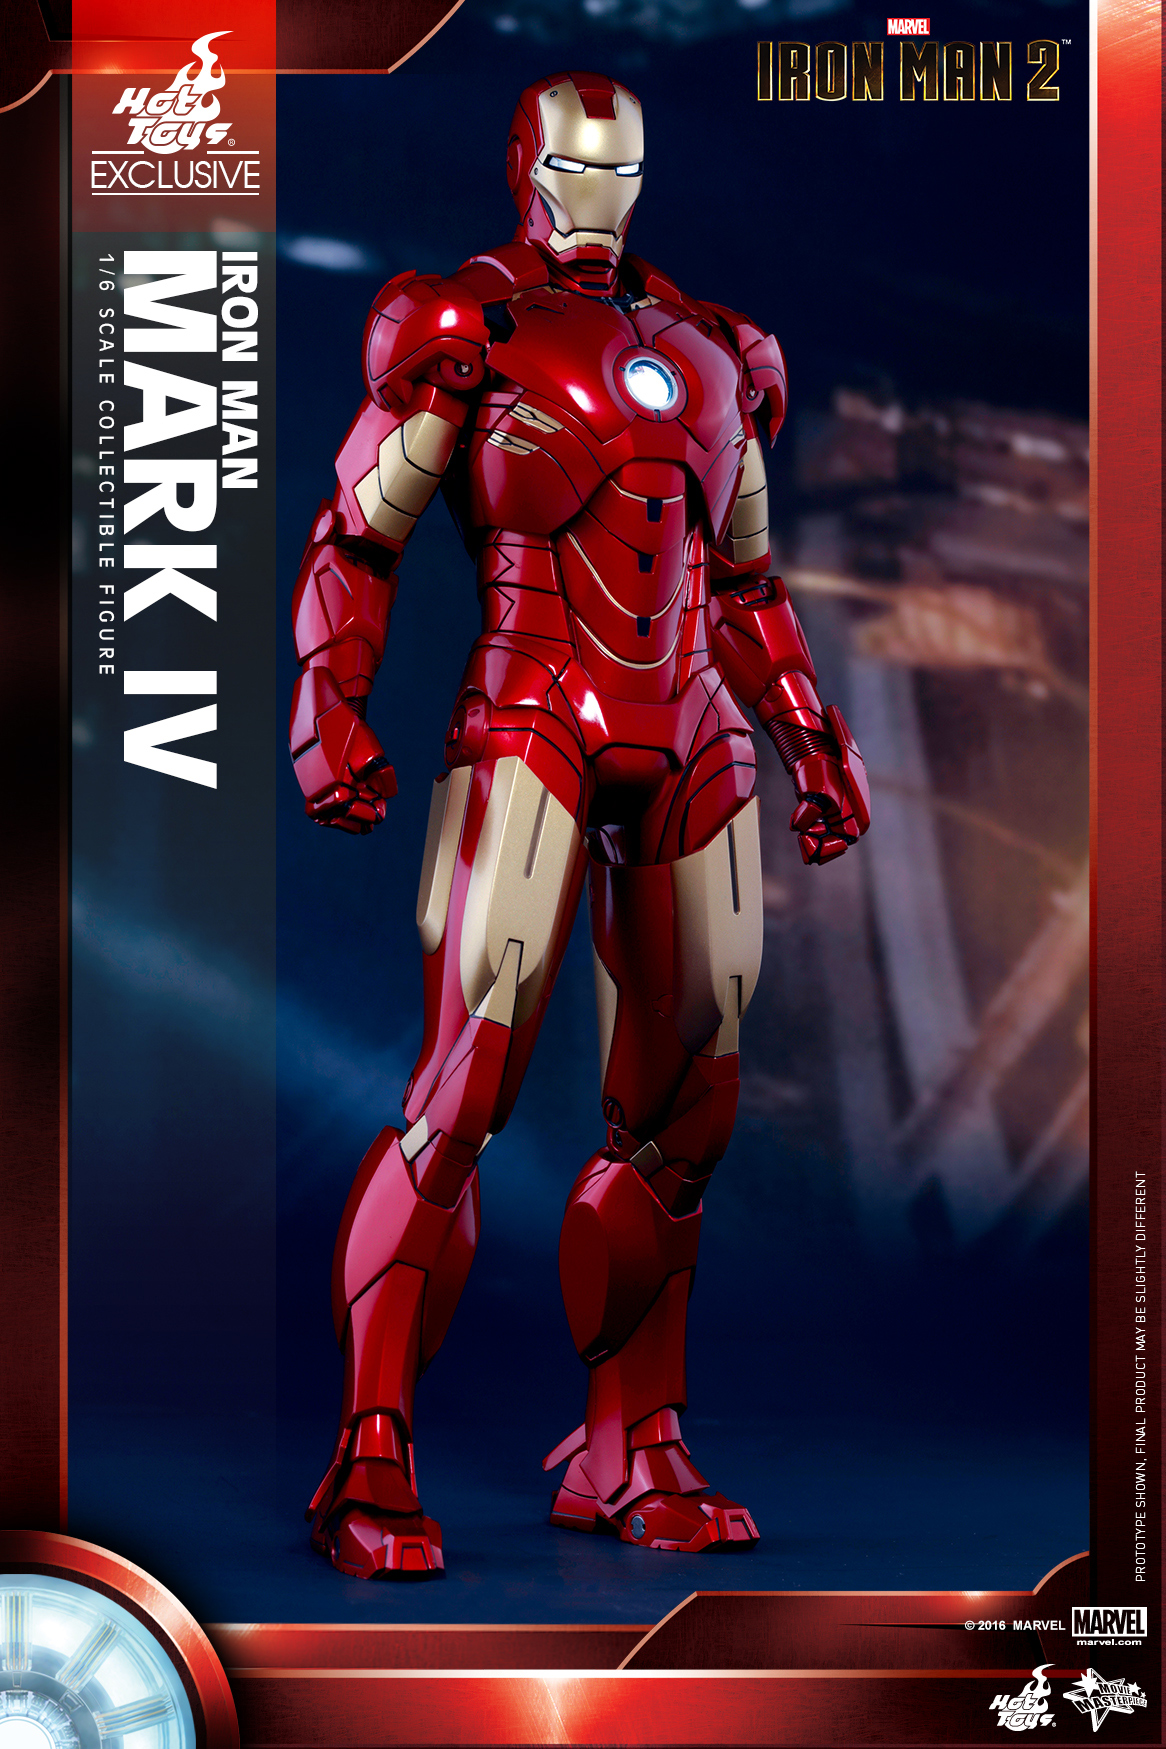 Hot
Toys®
EXCLUSIVE
IRON MAN
MARK IV
1/6 SCALE COLLECTIBLE FIGURE
MARVEL
IRON MAN 2™
PROTOTYPE SHOWN, FINAL PRODUCT MAY BE SLIGHTLY DIFFERENT
© 2016 MARVEL
MARVEL
marvel.com
Hot
Toys®
MOVIE
MASTERPIECE